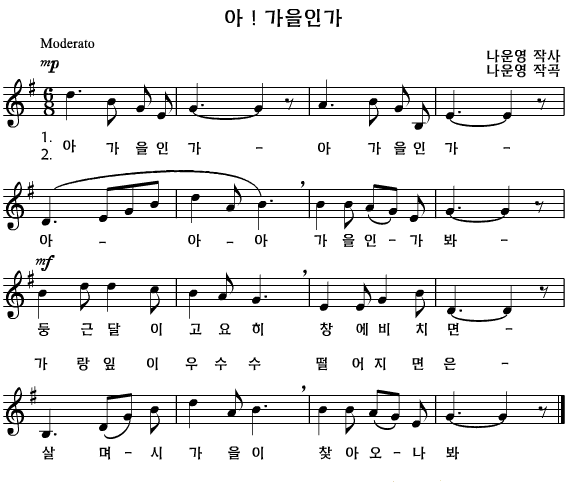 아 ! 가을인가
Moderato
나운영 작사
나운영 작곡
mp
6
8
1. 아 가 을 인 가 - 아 가 을 인 가 -
2.
아 - 아 - 아 가 을 인 - 가 봐 -
mf
둥 근 달 이 고 요 히 창 에 비 치 면 -
가 랑 잎 이 우 수 수 떨 어 지 면 은 -
살 며 - 시 가 을 이 찾 아 오 - 나 봐